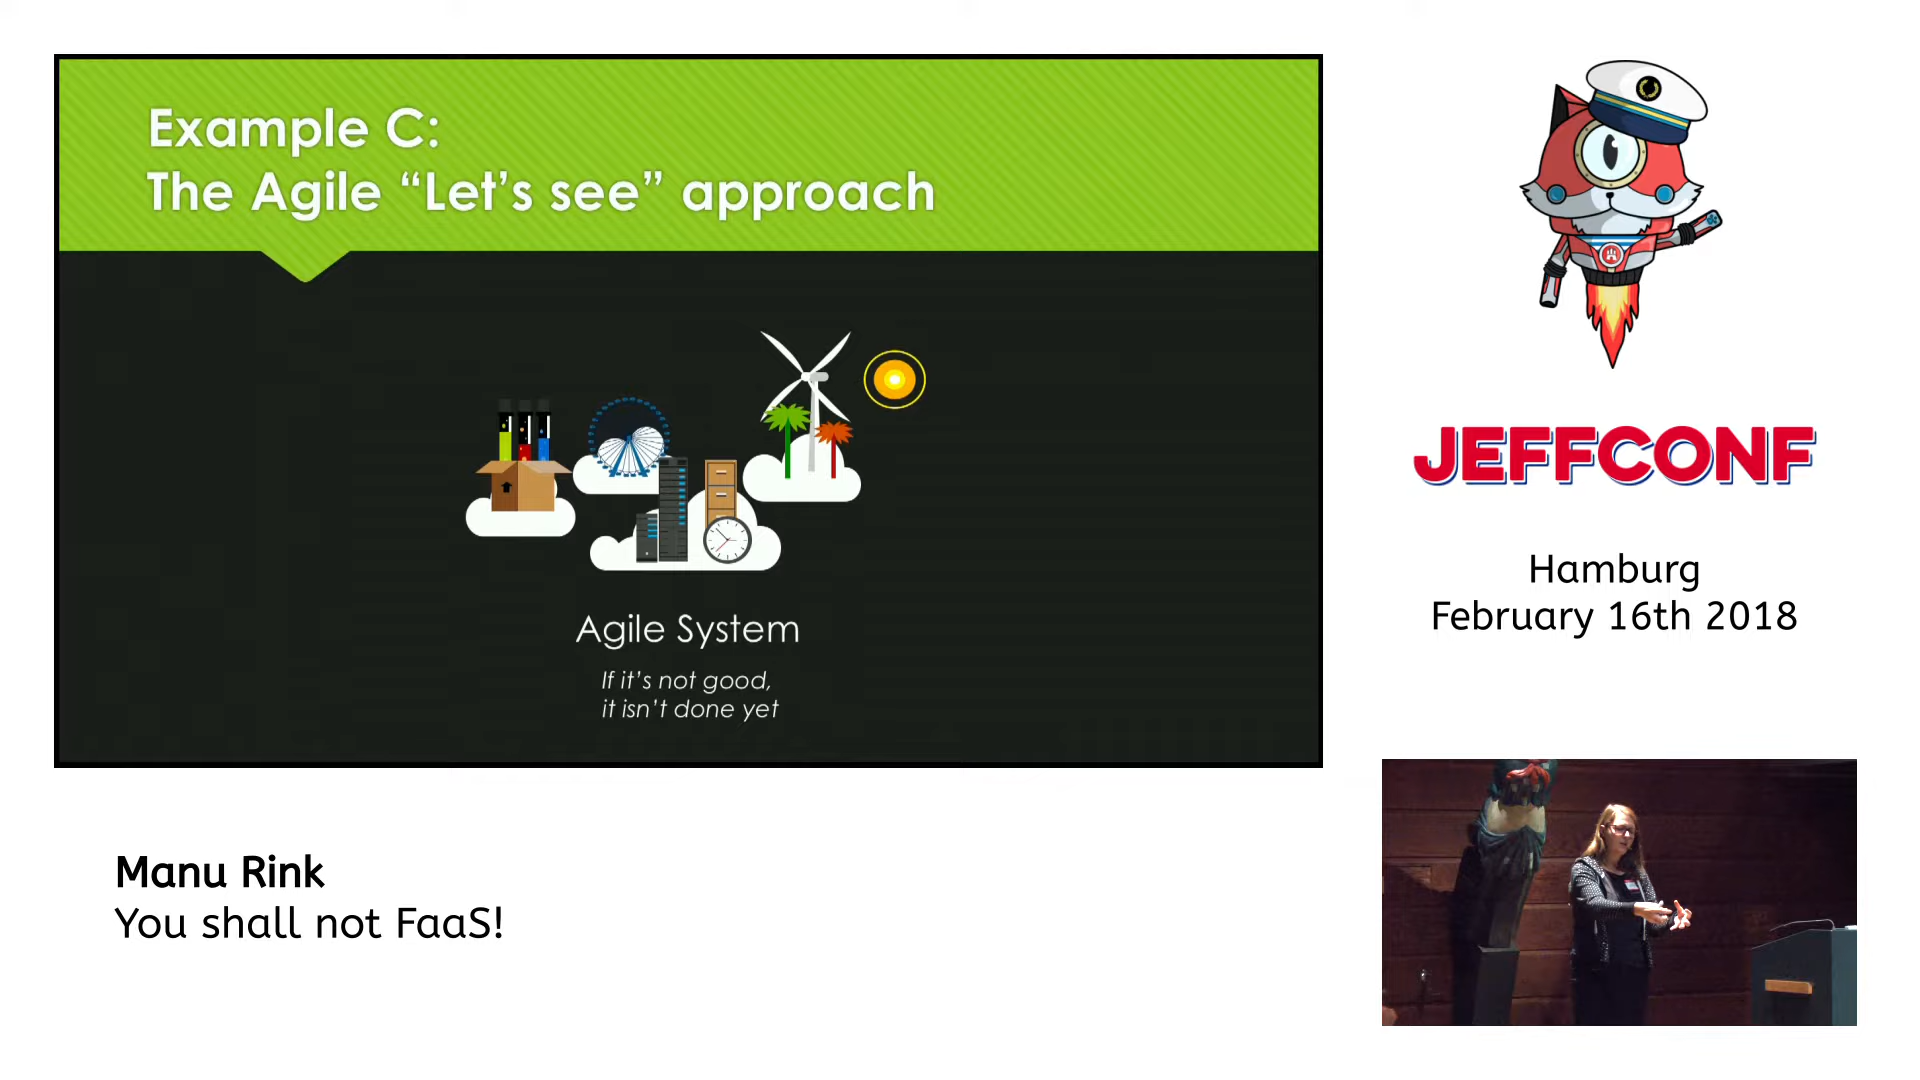 Example C:
The Agile “Let’s see” approach
Agile System
If it’s not good,
it isn’t done yet
JEFFCONF
Hamburg
February 16th 2018
Manu Rink
You shall not FaaS!